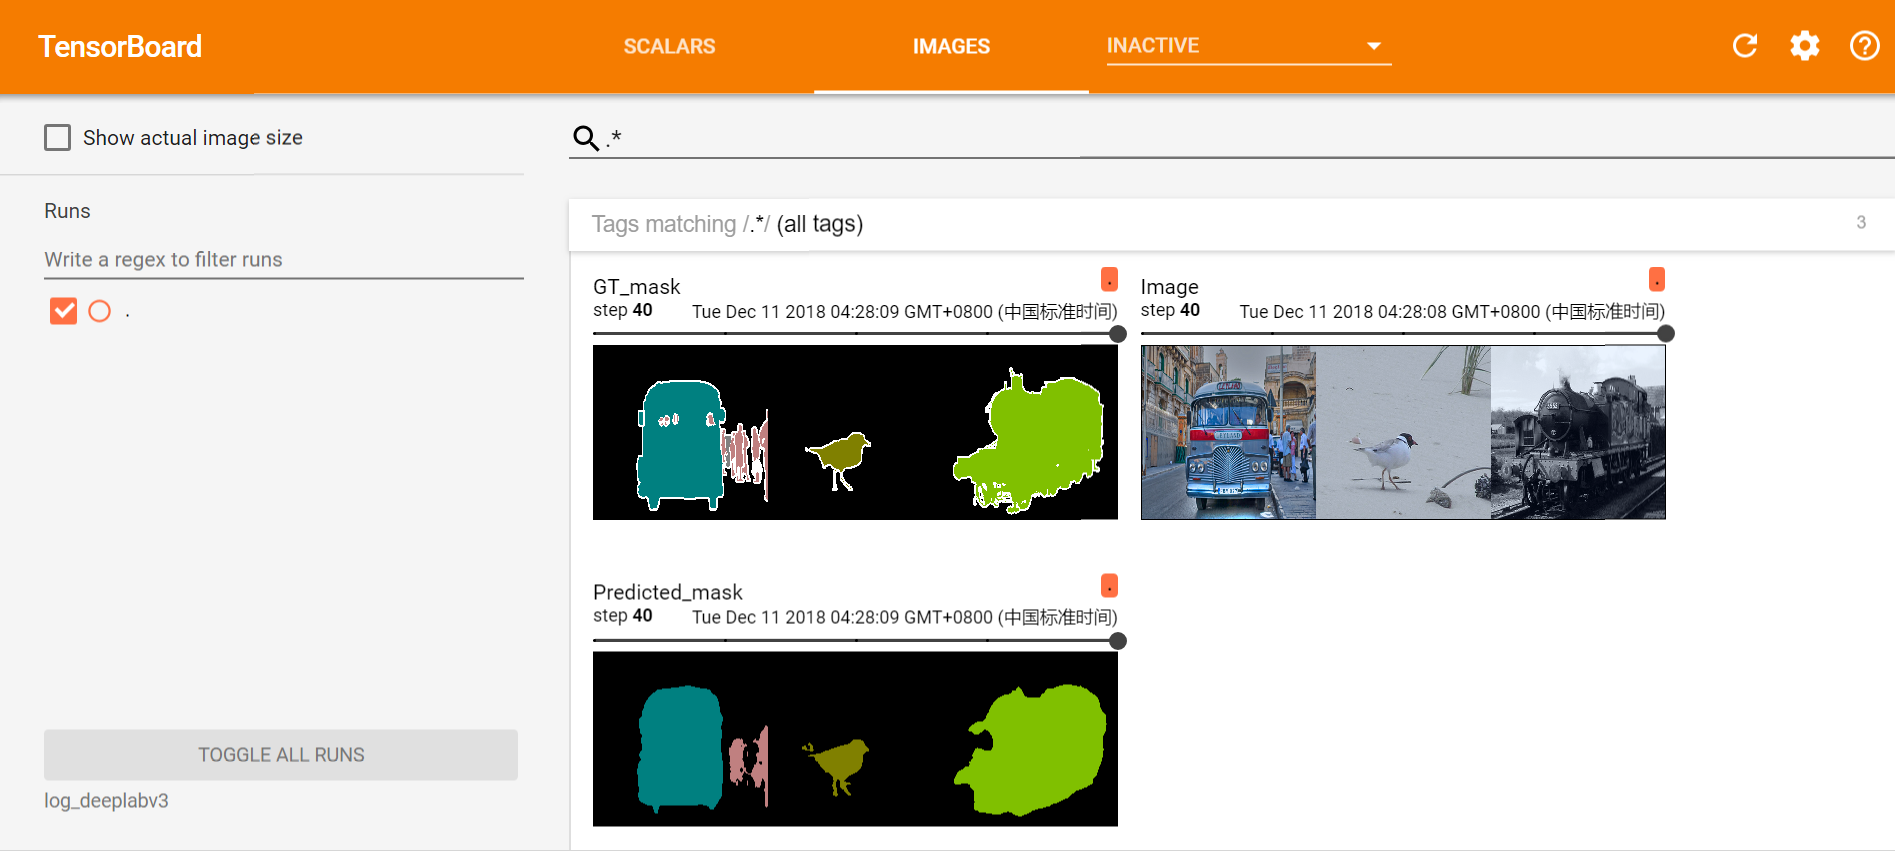 TensorBoard
SCALARS
IMAGES
INACTIVE
Show actual image size
.*
Runs
Write a regex to filter runs
.
Tags matching /.*/ (all tags)
3
GT_mask
.
step 40
Tue Dec 11 2018 04:28:09 GMT+0800 (中国标准时间)
Image
.
step 40
Tue Dec 11 2018 04:28:08 GMT+0800 (中国标准时间)
LEYLAND
Predicted_mask
.
step 40
Tue Dec 11 2018 04:28:09 GMT+0800 (中国标准时间)
TOGGLE ALL RUNS
log_deeplabv3